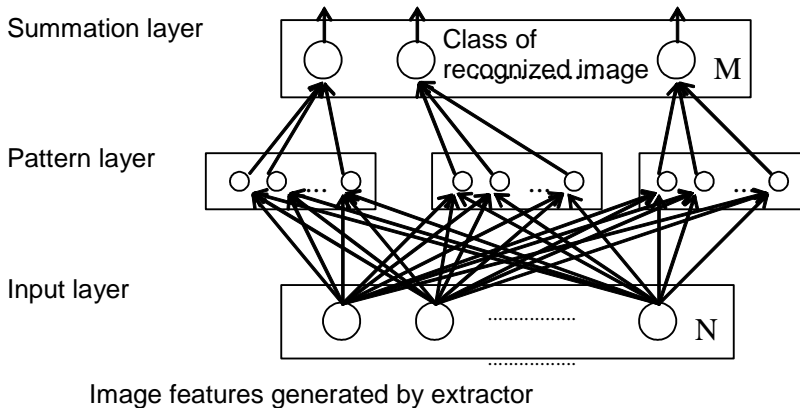 Summation layer
Class of
recognized image
M
Pattern layer
Input layer
N
Image features generated by extractor